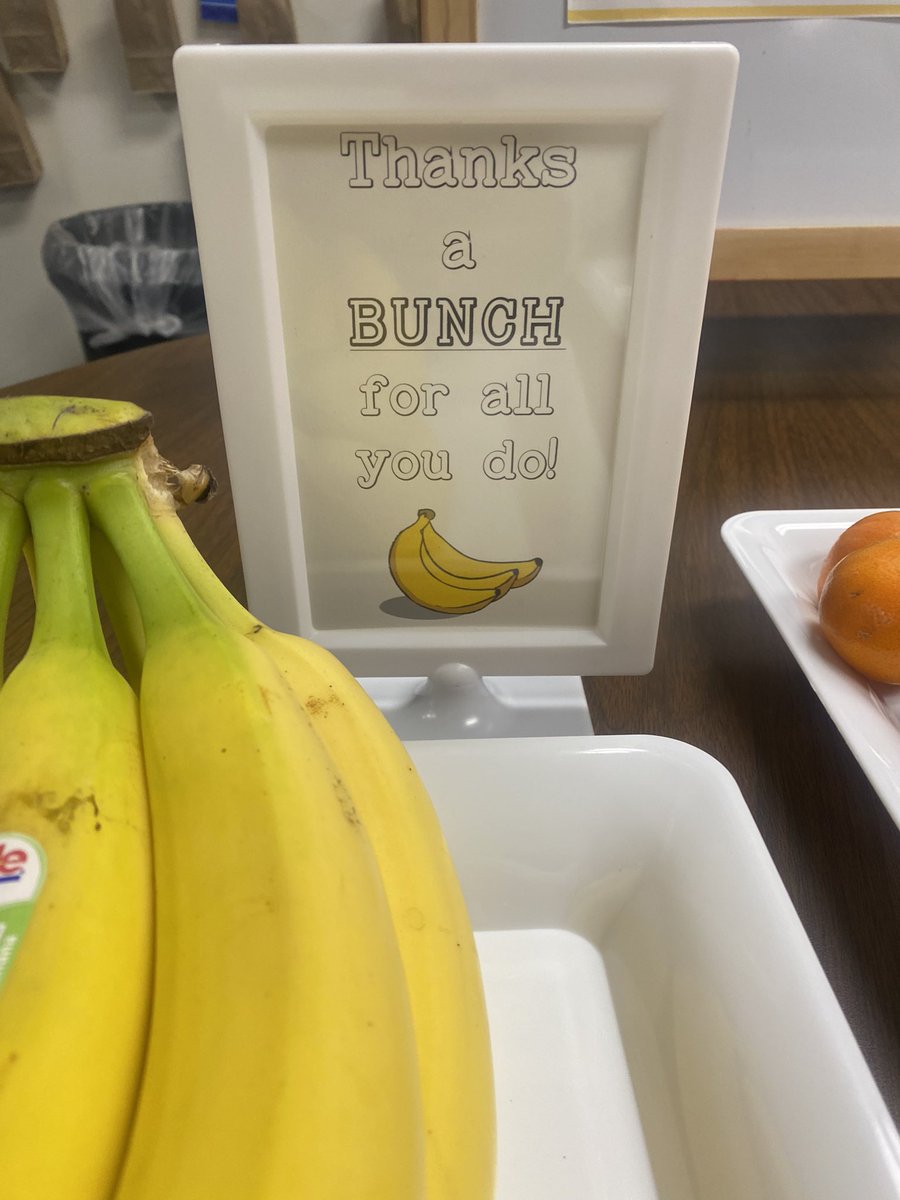 Thanks
a
BUNCH
for all
you do!